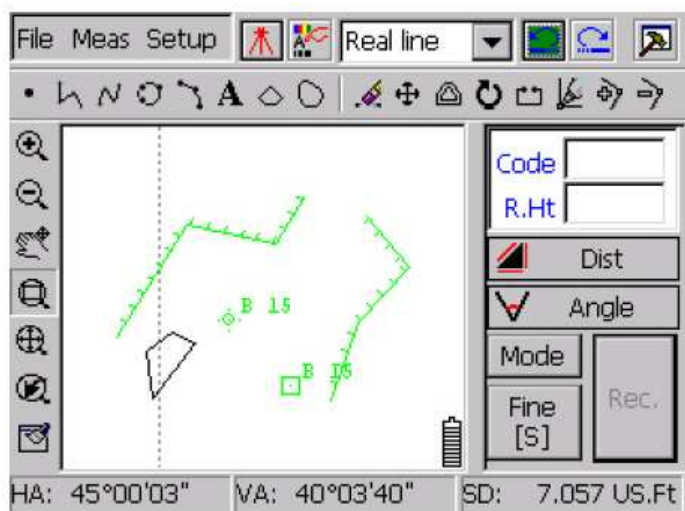 File Meas Setup Real line
A
Code
R.Ht
Dist
Angle
B 15
B 15
Mode
Fine
[S]
Rec.
HA: 45°00'03" VA: 40°03'40" SD: 7.057 US.Ft